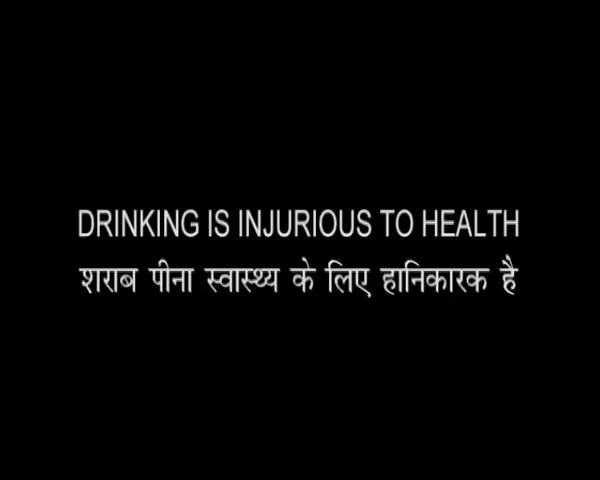 DRINKING IS INJURIOUS TO HEALTH
शराब पीना स्वास्थ्य के लिए हानिकारक है